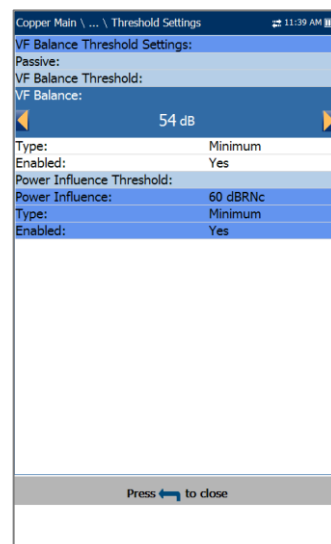 Copper Main \ ... \ Threshold Settings 11:39 AM
VF Balance Threshold Settings:
Passive:
VF Balance Threshold:
VF Balance:
54 dB
Type: Minimum
Enabled: Yes
Power Influence Threshold:
Power Influence: 60 dBRNc
Type: Minimum
Enabled: Yes
Press to close